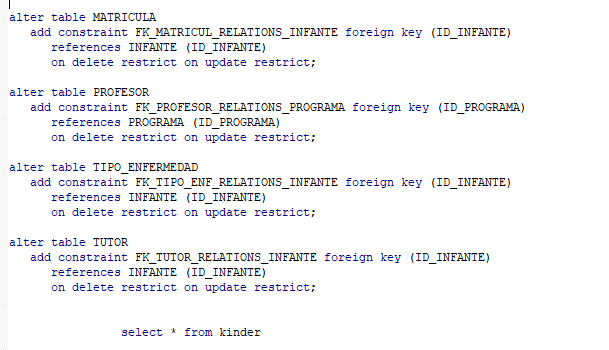 alter table MATRICULA
add constraint FK_MATRICUL_RELATIONS_INFANTE foreign key (ID_INFANTE)
references INFANTE (ID_INFANTE)
on delete restrict on update restrict;
alter table PROFESOR
add constraint FK_PROFESOR_RELATIONS_PROGRAMA foreign key (ID_PROGRAMA)
references PROGRAMA (ID_PROGRAMA)
on delete restrict on update restrict;
alter table TIPO_ENFERMEDAD
add constraint FK_TIPO_ENF_RELATIONS_INFANTE foreign key (ID_INFANTE)
references INFANTE (ID_INFANTE)
on delete restrict on update restrict;
alter table TUTOR
add constraint FK_TUTOR_RELATIONS_INFANTE foreign key (ID_INFANTE)
references INFANTE (ID_INFANTE)
on delete restrict on update restrict;
select * from kinder